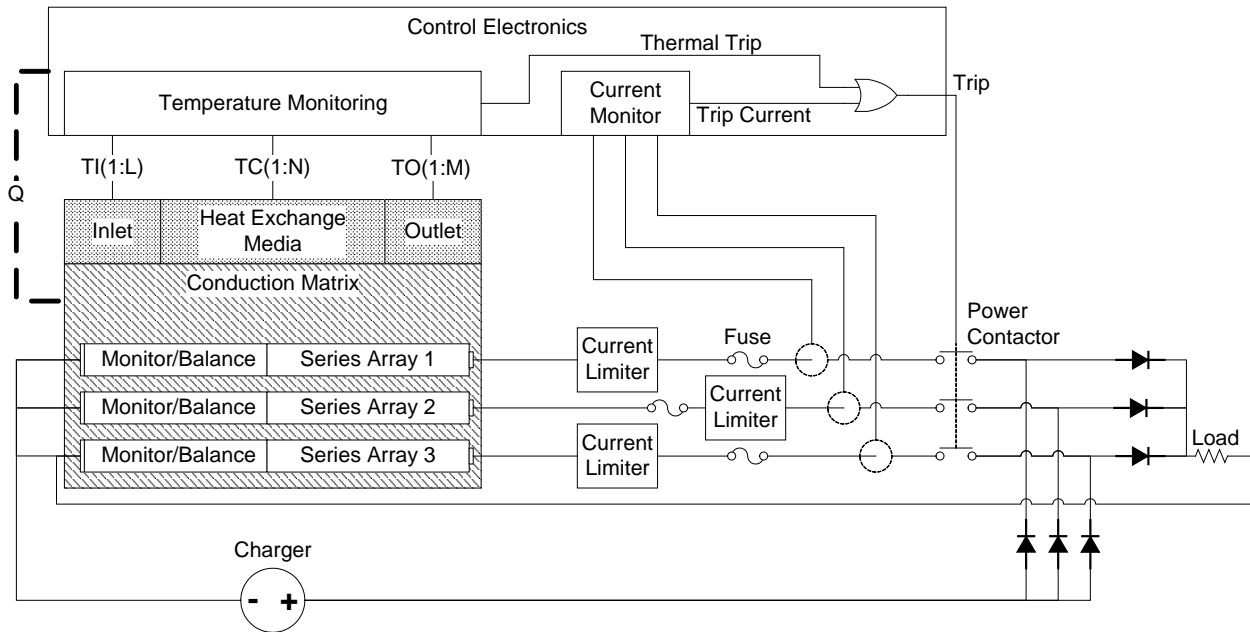 Control Electronics
Thermal Trip
Trip
Temperature Monitoring
Current
Monitor
Trip Current
TI(1:L)
TC(1:N)
TO(1:M)
Q
Inlet
Heat Exchange
Media
Outlet
Conduction Matrix
Power
Contactor
Fuse
Monitor/Balance
Series Array 1
Current
Limiter
Monitor/Balance
Series Array 2
Current
Limiter
Monitor/Balance
Series Array 3
Current
Limiter
Load
Charger
- +